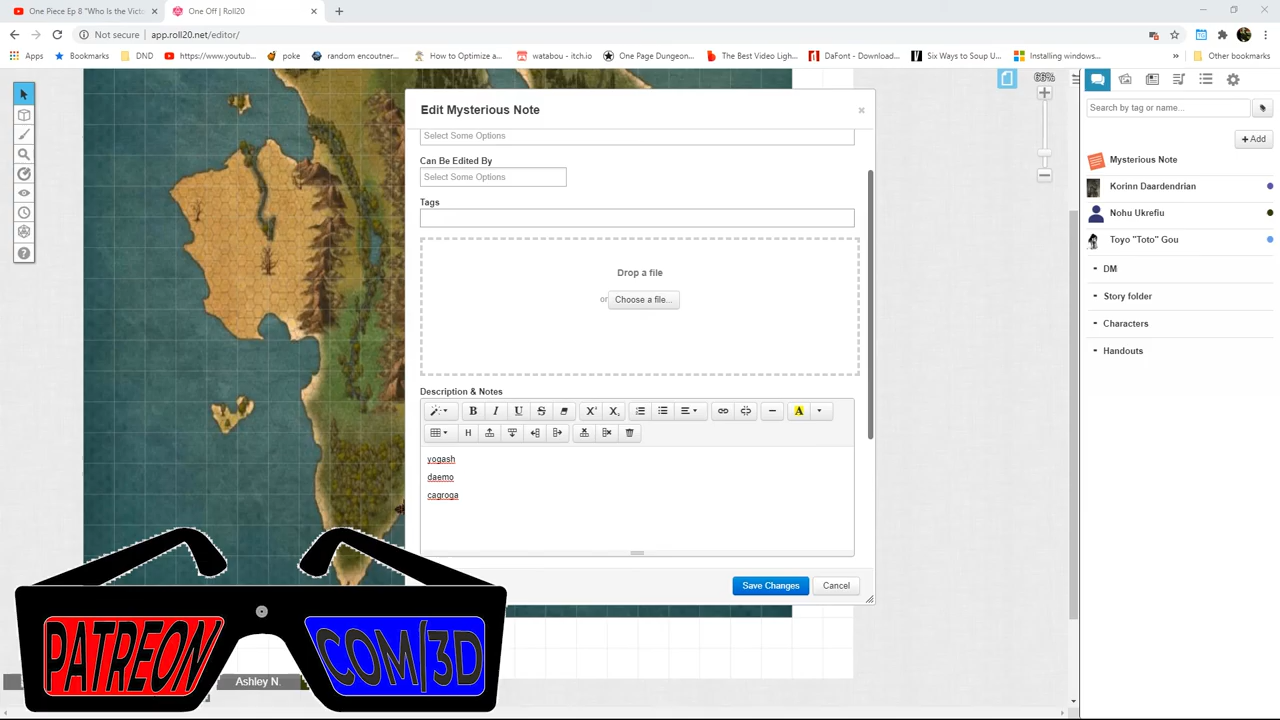 One Piece Ep 8 "Who Is the Victo
One Off | Roll20
Not secure | app.roll20.net/editor/
Apps
Bookmarks
DND
https://www.youtub...
poke
random encoutner...
How to Optimize a...
watabou - itch.io
One Page Dungeon...
The Best Video Ligh...
DaFont - Download...
Six Ways to Soup U...
Installing windows...
»
Other bookmarks
66%
Edit Mysterious Note
×
Select Some Options
Can Be Edited By
Select Some Options
Tags
Drop a file
or Choose a file...
Description & Notes
B I U S X' X,
H A
yogash
daemo
cagroga
Save Changes
Cancel
Search by tag or name...
+ Add
Mysterious Note
Korinn Daardendrian
Nohu Ukrefiu
Toyo "Toto" Gou
DM
Story folder
Characters
Handouts
PATREON
COM/3D
Ashley N.